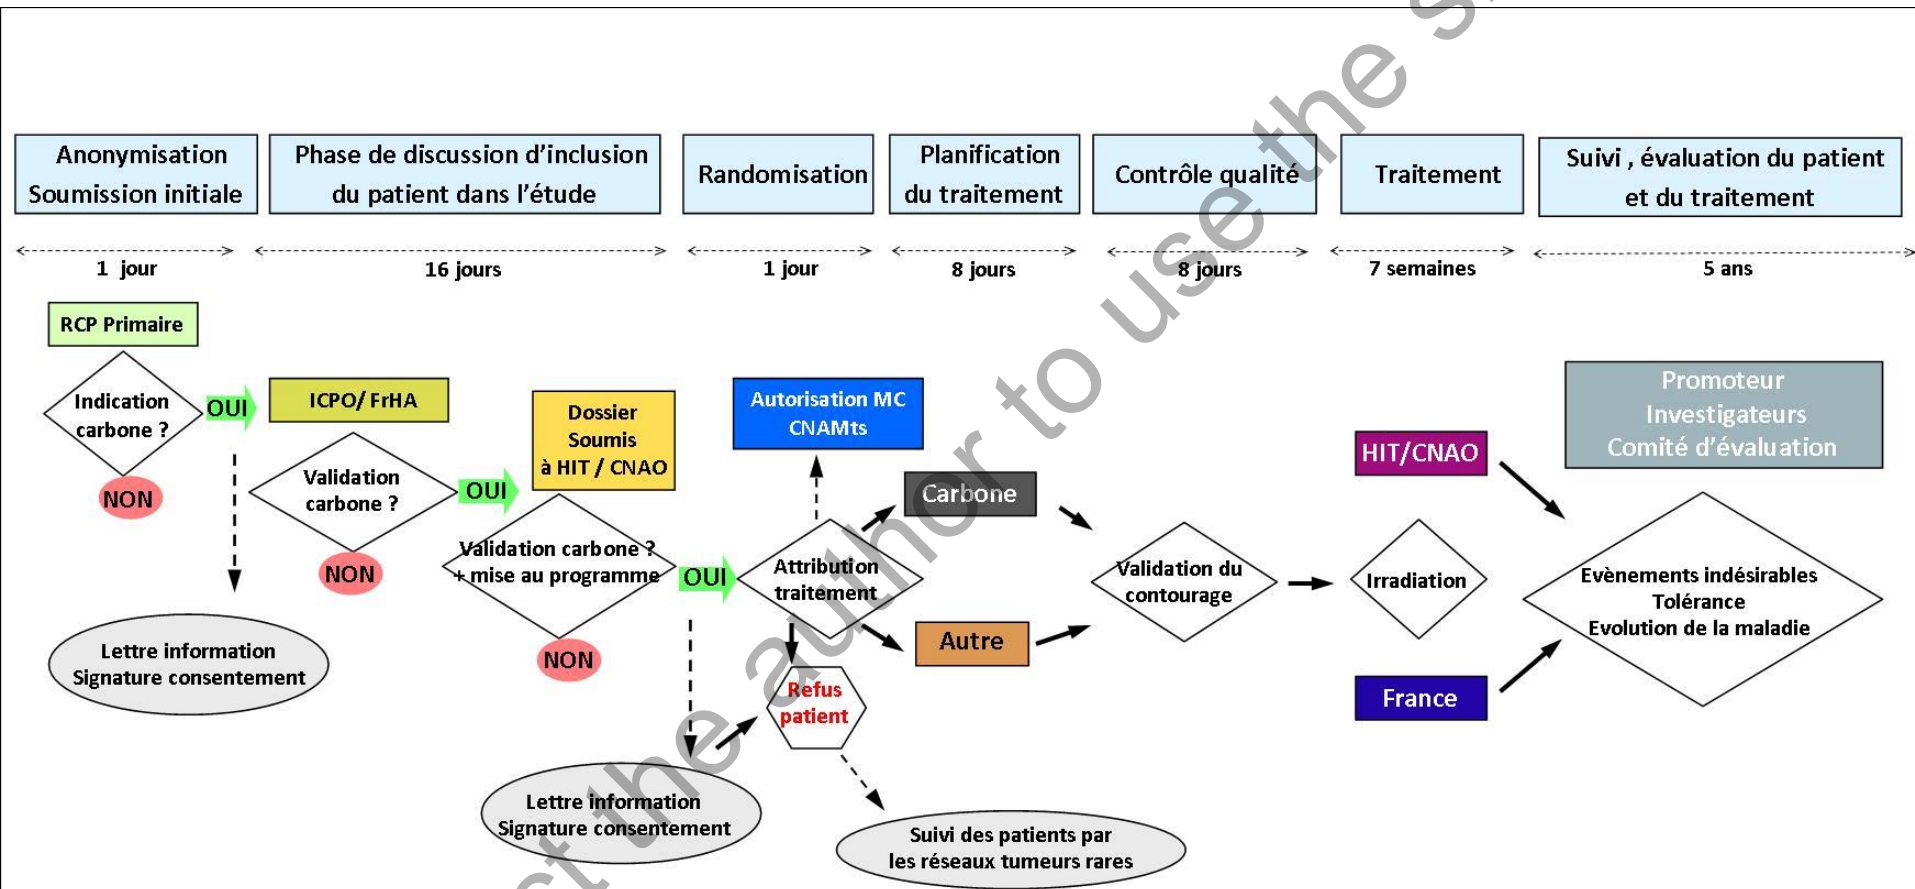 Anonymisation
Soumission initiale
Phase de discussion d'inclusion
du patient dans l'étude
Randomisation
Planification
du traitement
Contrôle qualité
Traitement
Suivi , évaluation du patient
et du traitement
1 jour
16 jours
1 jour
8 jours
8 jours
7 semaines
5 ans
RCP Primaire
Indication
carbone ?
OUI
NON
ICPO/ FrHA
Validation
carbone ?
OUI
NON
Dossier
Soumis
à HIT / CNAO
Validation carbone ?
+ mise au programme
OUI
NON
Autorisation MC
CNAMts
Attribution
traitement
Carbone
Autre
Refus
patient
Validation du
contourage
HIT/CNAO
Irradiation
France
Promoteur
Investigateurs
Comité d'évaluation
Evènements indésirables
Tolérance
Evolution de la maladie
Lettre information
Signature consentement
Lettre information
Signature consentement
Suivi des patients par
les réseaux tumeurs rares
the author to use the